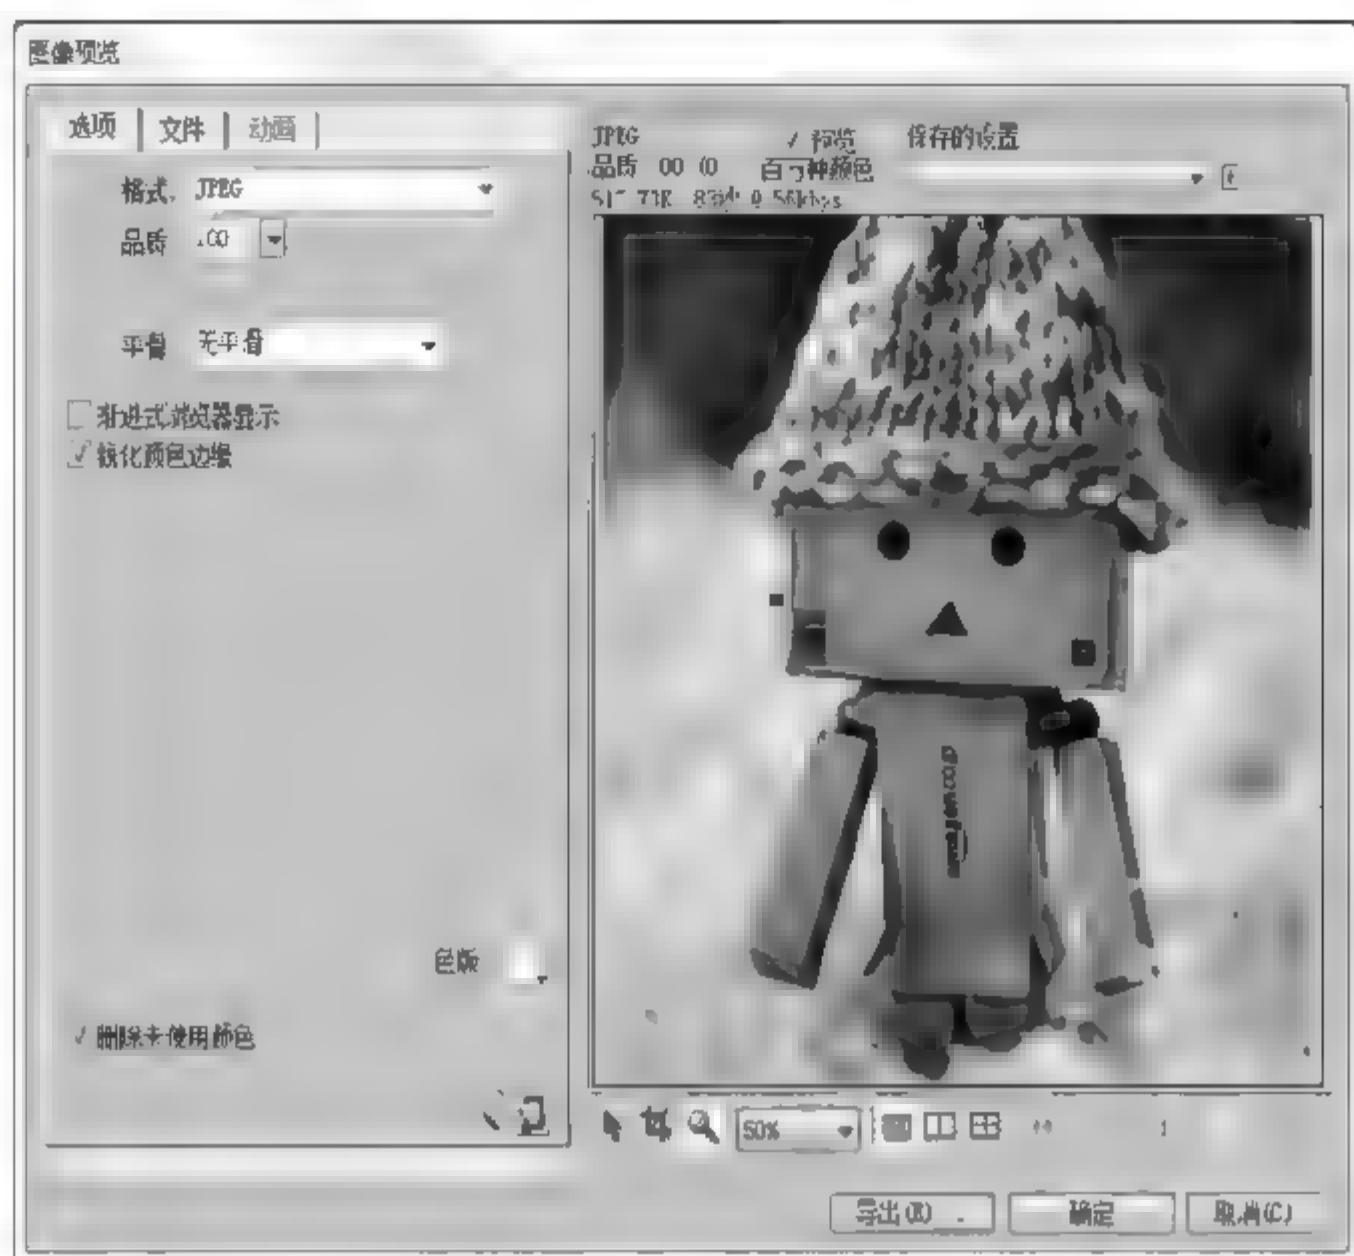 图像预览
选项 文件 动画
格式: JPEG
品质 100
平滑 无平滑
渐进式浏览器显示
锐化颜色边缘
色版
删除未使用颜色
JPEG 预览 保存的设置
品质 百万种颜色
50%
导出(E) 确定 取消(C)